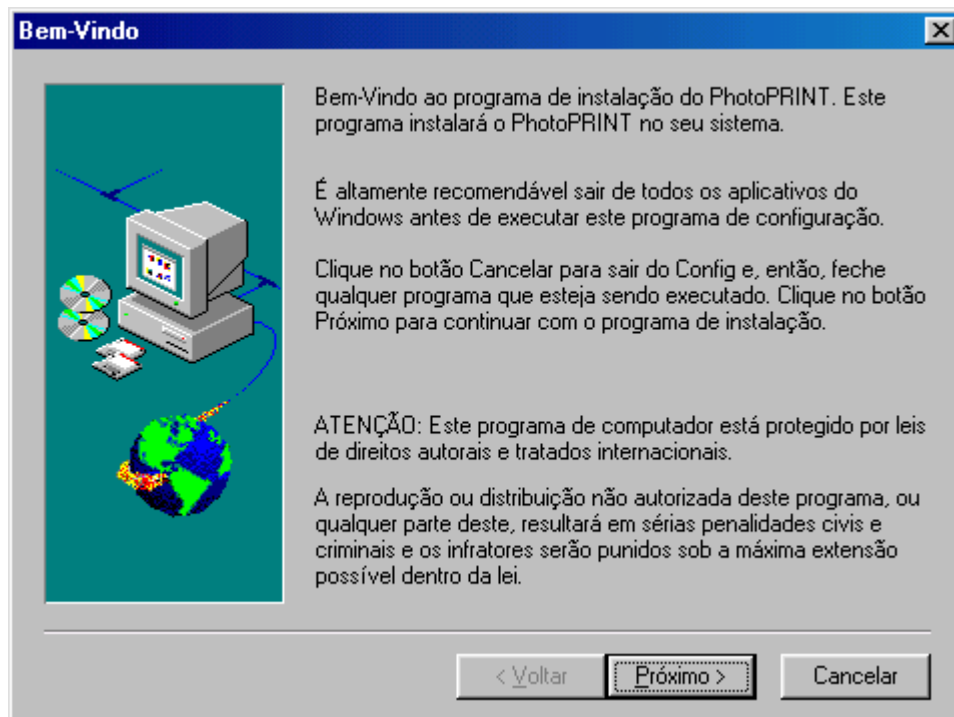 Bem-Vindo
Bem-Vindo ao programa de instalação do PhotoPRINT. Este
programa instalará o PhotoPRINT no seu sistema.
É altamente recomendável sair de todos os aplicativos do
Windows antes de executar este programa de configuração.
Clique no botão Cancelar para sair do Config e, então, feche
qualquer programa que esteja sendo executado. Clique no botão
Próximo para continuar com o programa de instalação.
ATENÇÃO: Este programa de computador está protegido por leis
de direitos autorais e tratados internacionais.
A reprodução ou distribuição não autorizada deste programa, ou
qualquer parte deste, resultará em sérias penalidades civis e
criminais e os infratores serão punidos sob a máxima extensão
possível dentro da lei.
< Voltar
Próximo >
Cancelar